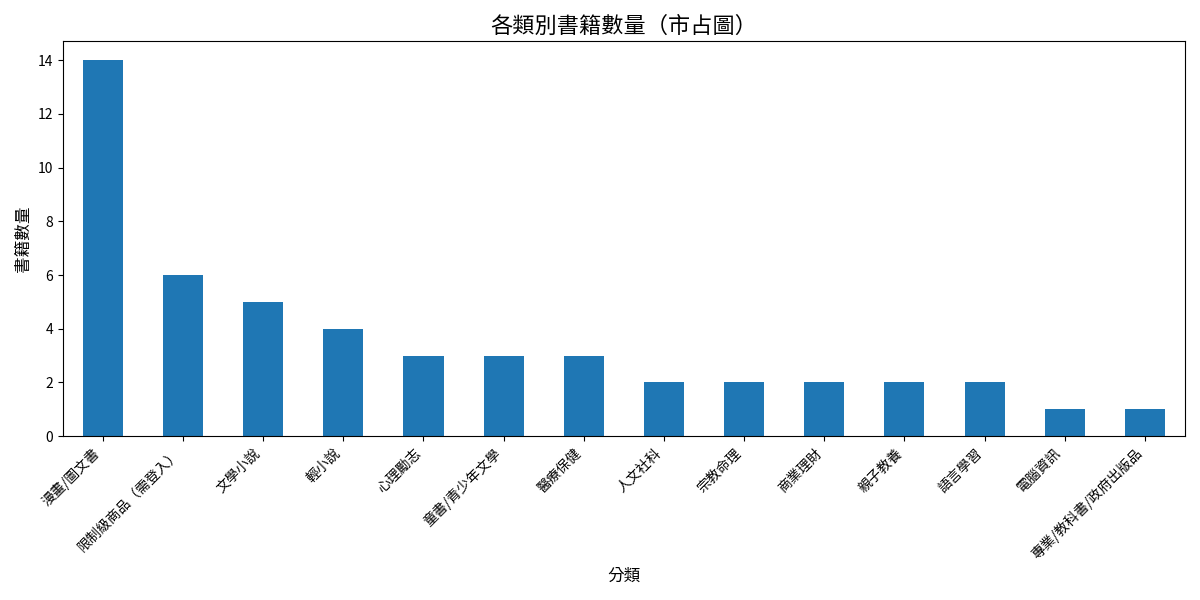 各類別書籍數量（市占圖）
書籍數量
14
12
10
8
6
4
2
0
漫畫/圖文書
限制級商品（需登入）
文學小說
輕小說
心理勵志
童書/青少年文學
醫療保健
人文社科
宗教命理
商業理財
親子教養
語言學習
電腦資訊
專業/教科書/政府出版品
分類